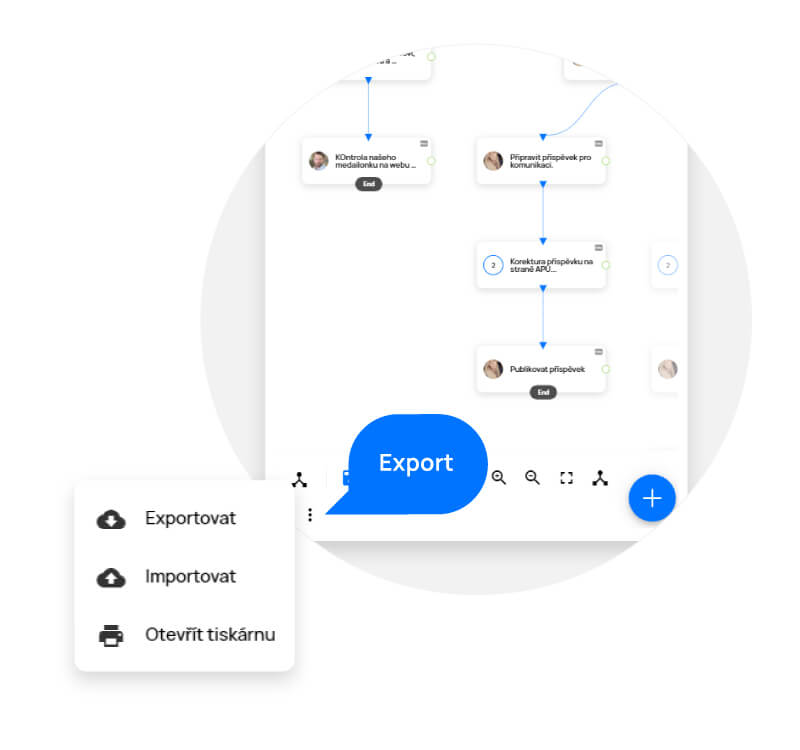 KOntrola našeho
medailonku na webu ...
End
Připravit příspěvek pro
komunikaci.
2
Korektura příspěvku na
straně APÚ...
2
Publikovat příspěvek
End
Export
Exportovat
Importovat
Otevřít tiskárnu